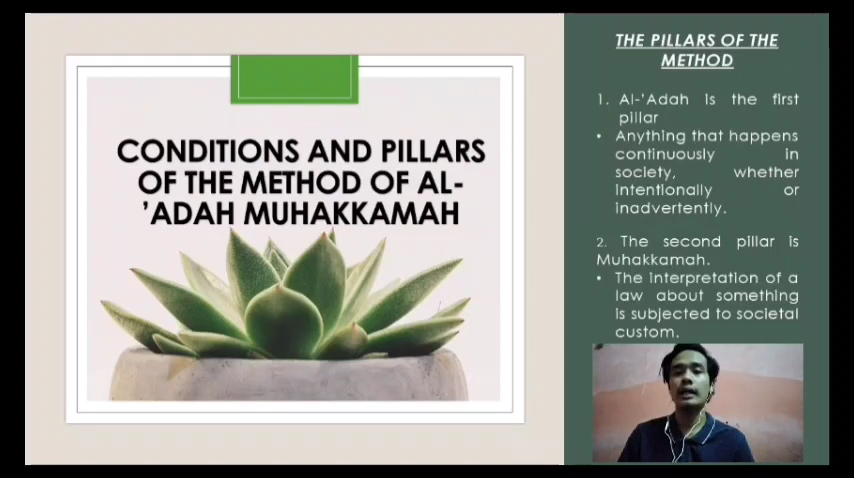 CONDITIONS AND PILLARS
OF THE METHOD OF AL-
’ADAH MUHAKKAMAH
THE PILLARS OF THE
METHOD
1. Al-’Adah is the first
pillar
• Anything that happens
continuously in
society, whether
intentionally or
inadvertently.
2. The second pillar is
Muhakkamah.
• The interpretation of a
law about something
is subjected to societal
custom.